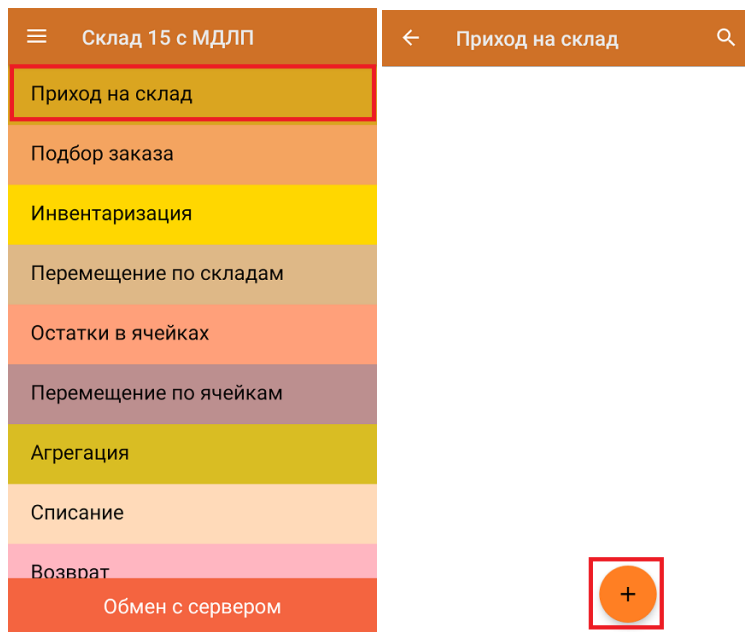 Склад 15 с МДЛП
Приход на склад
Подбор заказа
Инвентаризация
Перемещение по складам
Остатки в ячейках
Перемещение по ячейкам
Агрегация
Списание
Возврат
Обмен с сервером
Приход на склад
+